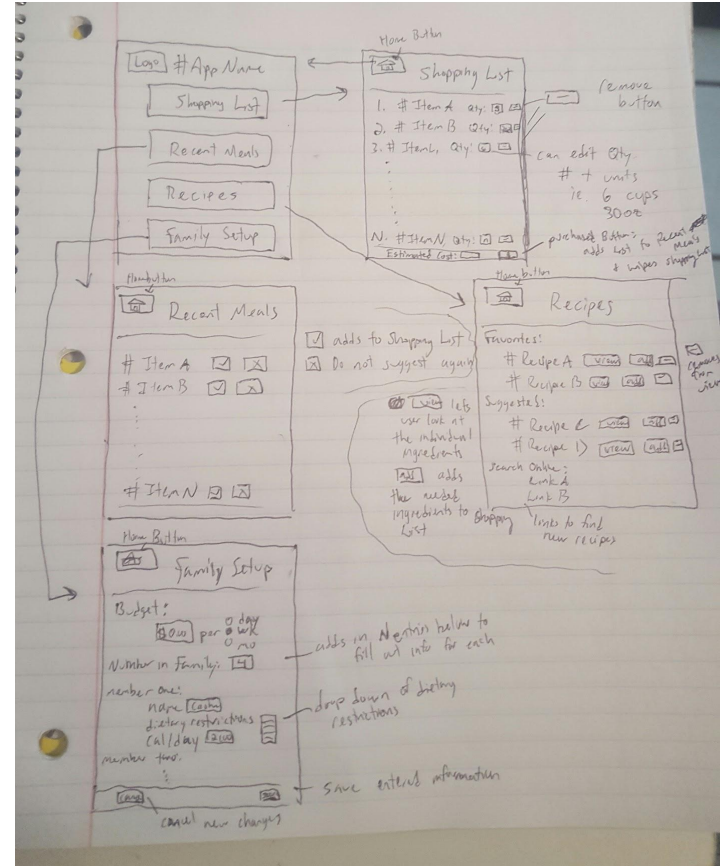 Home Button
Logo # App Name
Shopping List
Recent Meals
Recipes
Family Setup
Shopping List
1. # Item A Qty:
2. # Item B Qty:
3. # Item C, Qty:
N. # Item N Qty:
Estimated Cost:
remove
button
can edit Qty
# + units
ie. 6 cups
30oz
purchased Button:
adds List to Recent
Meals
& wipes shopping List
Home button
Recent Meals
# Item A
# Item B
# Item N
adds to Shopping List
X Do not suggest again
Home button
Recipes
Favorites:
# Recipe A view add
# Recipe B view add
Suggested:
# Recipe C view add
# Recipe D view add
Search Online:
Link A
Link B
removes
from
view
links to find
new recipes
view lets
user look at
the individual
ingredients
add adds
the needed
ingredients to Shopping
List
Home Button
Family Setup
Budget:
per
day
wk
mo
Number in Family: 4
member one:
name
dietary restrictions
cal/day 2100
member two:
adds in N entries below to
fill out info for each
drop down of dietary
restrictions
save entered information
cancel new changes